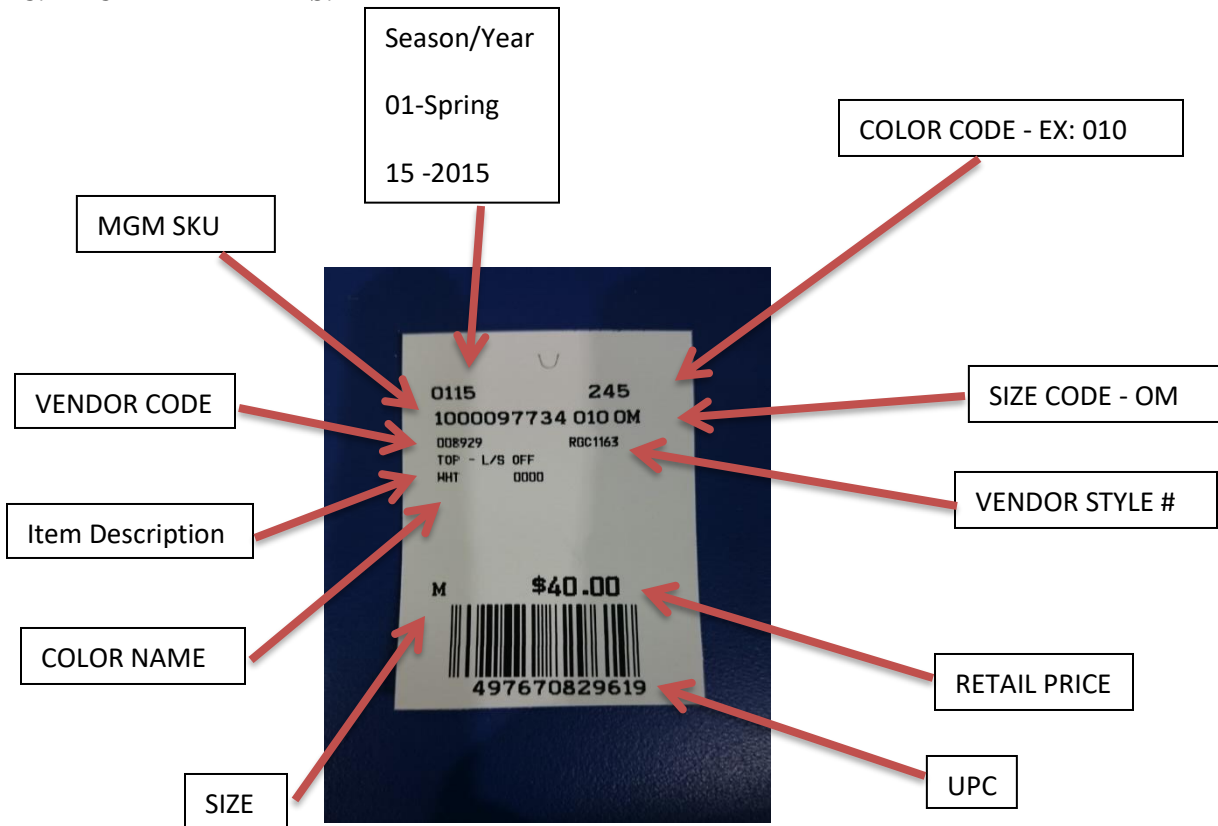 Season/Year
01-Spring
15 -2015
COLOR CODE - EX: 010
MGM SKU
VENDOR CODE
SIZE CODE - OM
Item Description
VENDOR STYLE #
COLOR NAME
RETAIL PRICE
SIZE
UPC
0115 245
1000097734 010 OM
008929 RGC1163
TOP - L/S OFF
WHT 0000
M $40.00
497670829619